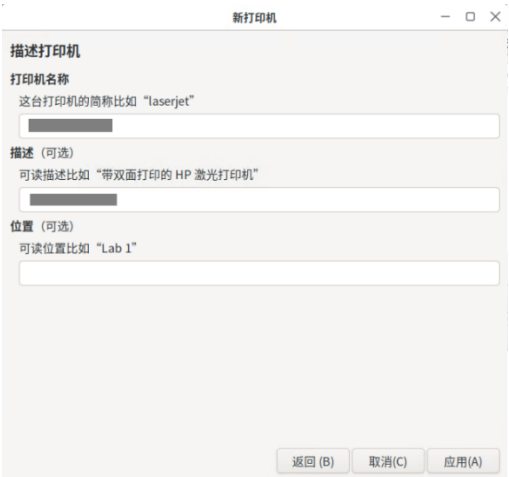 新打印机
描述打印机
打印机名称
这台打印机的简称比如“laserjet”
描述（可选）
可读描述比如“带双面打印的 HP 激光打印机”
位置（可选）
可读位置比如“Lab 1”
返回 (B) 取消(C) 应用(A)